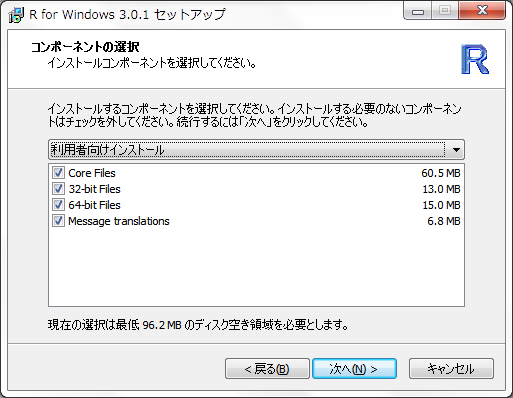 R for Windows 3.0.1 セットアップ
コンポーネントの選択
インストールコンポーネントを選択してください。
R
インストールするコンポーネントを選択してください。インストールする必要のないコンポーネン
トはチェックを外してください。続行するには「次へ」をクリックしてください。
利用者向けインストール
Core Files 60.5 MB
32-bit Files 13.0 MB
64-bit Files 15.0 MB
Message translations 6.8 MB
現在の選択は最低 96.2 MB のディスク空き領域を必要とします。
< 戻る(B) 次へ(N) > キャンセル